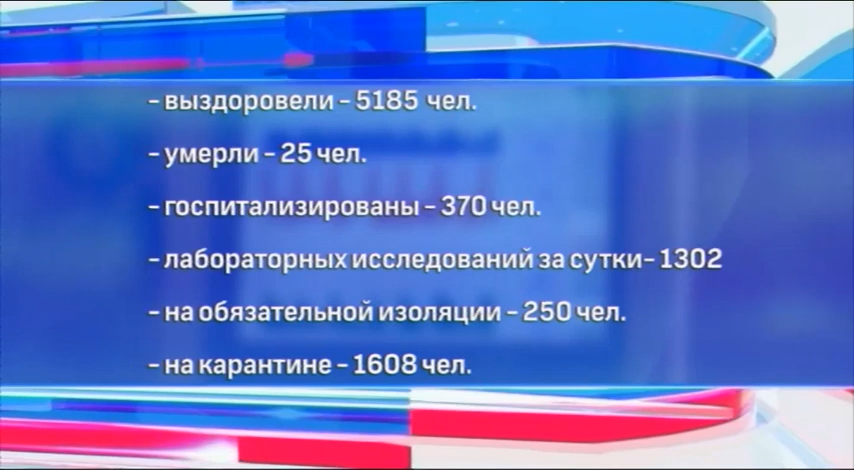 – выздоровели – 5185 чел.
– умерли – 25 чел.
– госпитализированы – 370 чел.
– лабораторных исследований за сутки– 1302
– на обязательной изоляции – 250 чел.
– на карантине – 1608 чел.